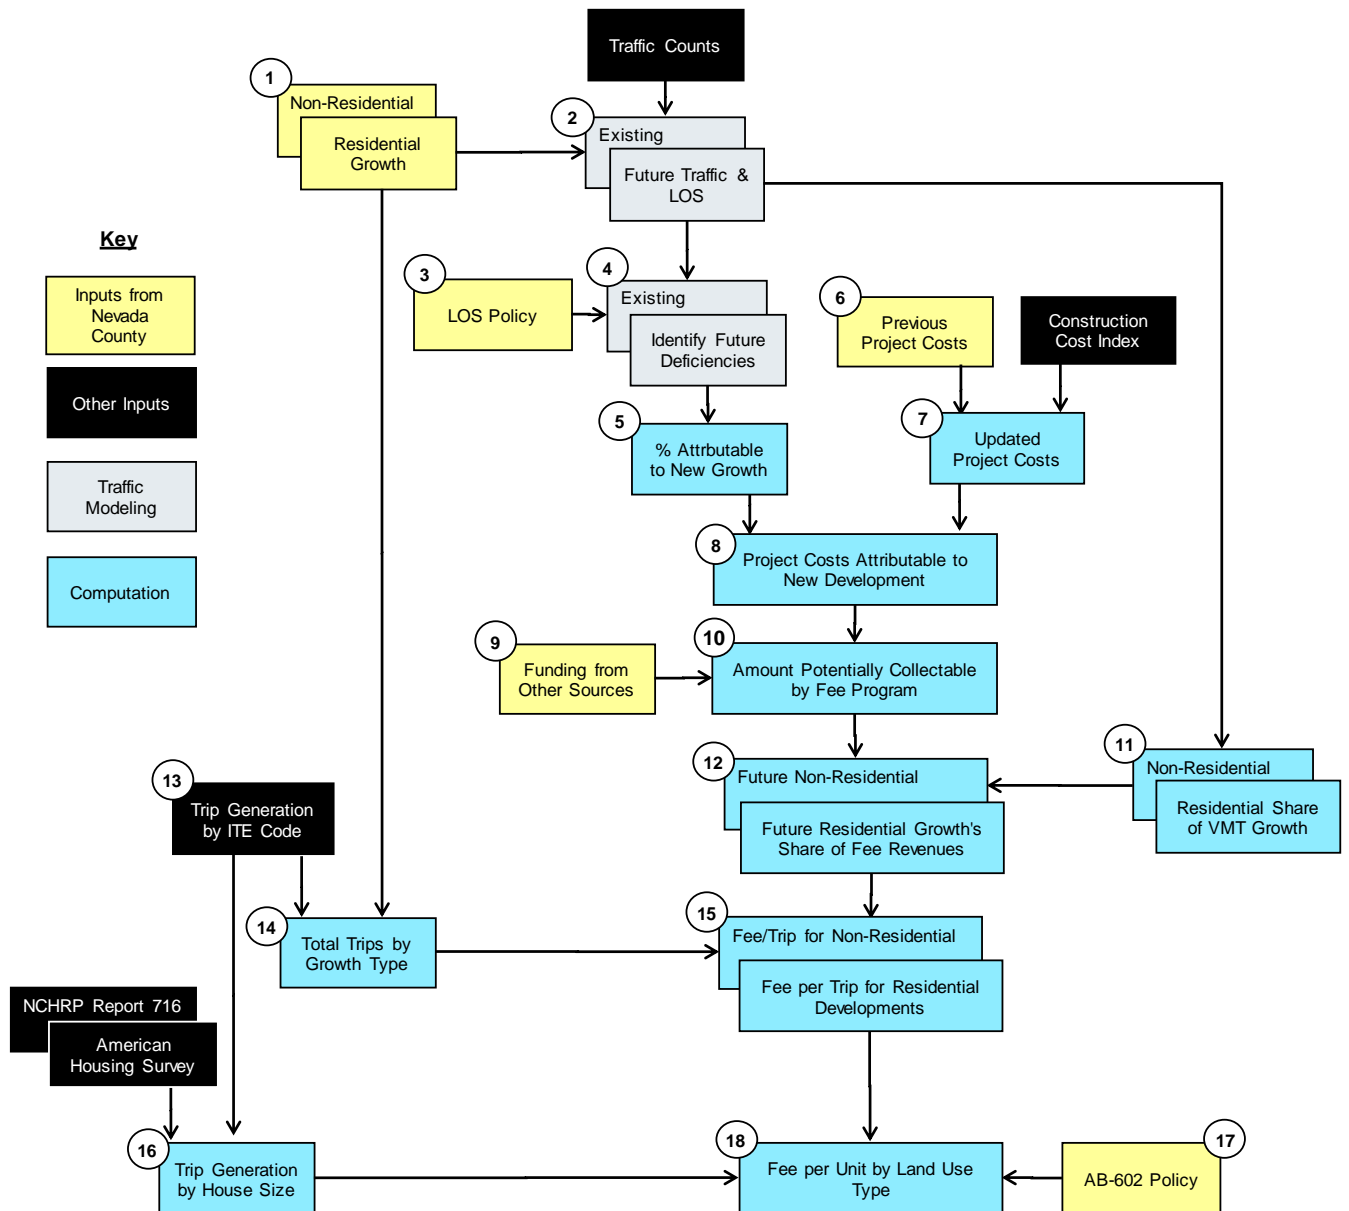 Traffic Counts
1
Non-Residential
Residential
Growth
2
Existing
Future Traffic &
LOS
Key
Inputs from
Nevada
County
Other Inputs
Traffic
Modeling
Computation
3
LOS Policy
4
Existing
Identify Future
Deficiencies
6
Previous
Project Costs
Construction
Cost Index
5
% Attrbutable
to New Growth
7
Updated
Project Costs
8
Project Costs Attributable to
New Development
9
Funding from
Other Sources
10
Amount Potentially Collectable
by Fee Program
11
Non-Residential
Residential Share
of VMT Growth
12
Future Non-Residential
Future Residential Growth's
Share of Fee Revenues
13
Trip Generation
by ITE Code
14
Total Trips by
Growth Type
15
Fee/Trip for Non-Residential
Fee per Trip for Residential
Developments
NCHRP Report 716
American
Housing Survey
16
Trip Generation
by House Size
18
Fee per Unit by Land Use
Type
17
AB-602 Policy